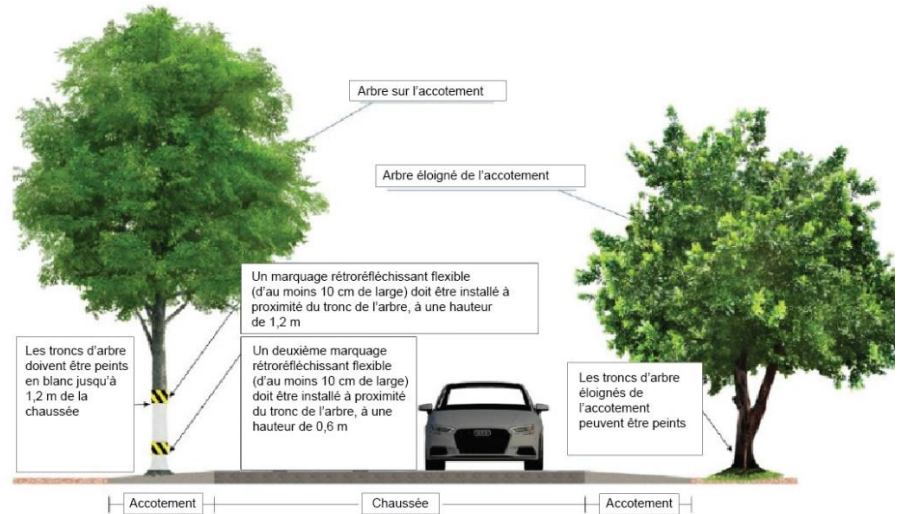 Arbre sur l'accotement
Arbre éloigné de l'accotement
Un marquage rétroréfléchissant flexible
(d'au moins 10 cm de large) doit être installé à
proximité du tronc de l'arbre, à une hauteur
de 1,2 m
Les troncs d'arbre
doivent être peints
en blanc jusqu'à
1,2 m de la
chaussée
Un deuxième marquage
rétroréfléchissant flexible
(d'au moins 10 cm de large)
doit être installé à proximité
du tronc de l'arbre, à une
hauteur de 0,6 m
Les troncs d'arbre
éloignés de
l'accotement
peuvent être peints
Accotement
Chaussée
Accotement